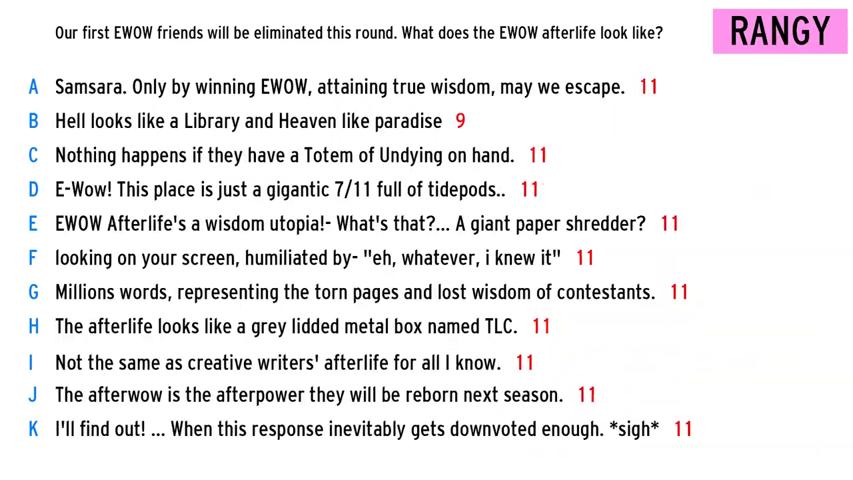 Our first EWOW friends will be eliminated this round. What does the EWOW afterlife look like?
RANGY
A Samsara. Only by winning EWOW, attaining true wisdom, may we escape. 11
B Hell looks like a Library and Heaven like paradise 9
C Nothing happens if they have a Totem of Undying on hand. 11
D E-Wow! This place is just a gigantic 7/11 full of tidepods.. 11
E EWOW Afterlife's a wisdom utopia!- What's that?... A giant paper shredder? 11
F looking on your screen, humiliated by- "eh, whatever, i knew it" 11
G Millions words, representing the torn pages and lost wisdom of contestants. 11
H The afterlife looks like a grey lidded metal box named TLC. 11
I Not the same as creative writers' afterlife for all I know. 11
J The afterwow is the afterpower they will be reborn next season. 11
K I'll find out! ... When this response inevitably gets downvoted enough. *sigh* 11